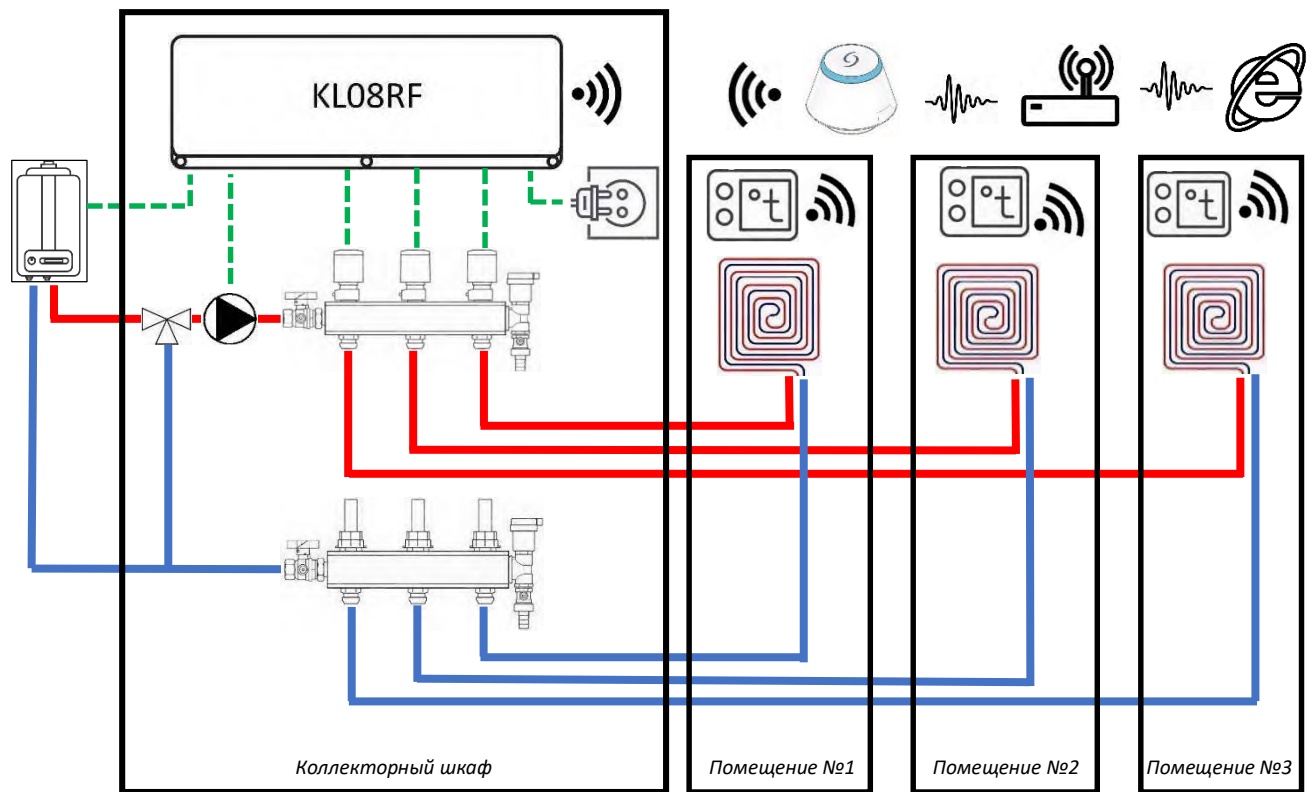 KL08RF
°t
°t
°t
Коллекторный шкаф
Помещение №1
Помещение №2
Помещение №3